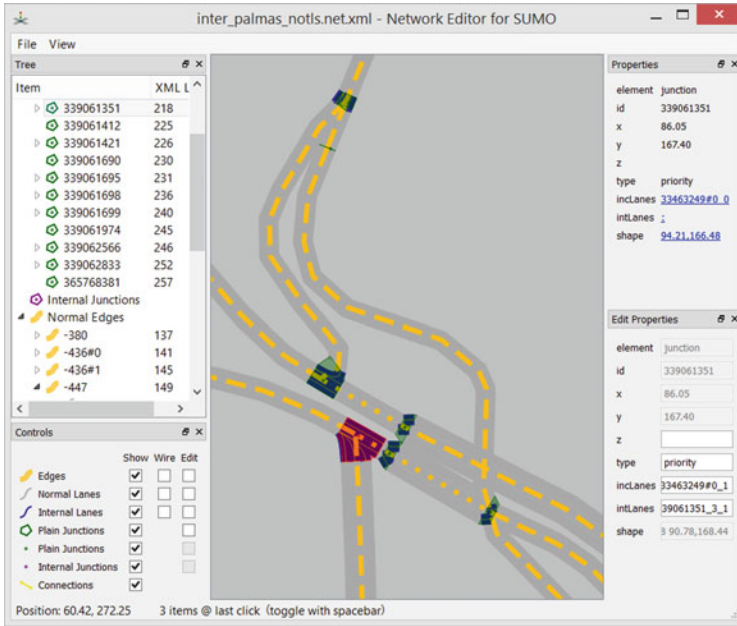 inter_palmas_notls.net.xml - Network Editor for SUMO
File View
Tree
Item XML L
339061351 218
339061412 225
339061421 226
339061690 230
339061695 231
339061698 236
339061699 240
339061974 245
339062566 246
339062833 252
365768381 257
Internal Junctions
Normal Edges
-380 137
-436#0 141
-436#1 145
-447 149
Controls
Show Wire Edit
Edges
Normal Lanes
Internal Lanes
Plain Junctions
Plain Junctions
Internal Junctions
Connections
Position: 60.42, 272.25 3 items @ last click (toggle with spacebar)
Properties
element junction
id 339061351
x 86.05
y 167.40
z
type priority
incLanes 33463249#0_0
intLanes :
shape 94.21,166.48
Edit Properties
element junction
id 339061351
x 86.05
y 167.40
z
type priority
incLanes 33463249#0_1
intLanes 39061351_3_1
shape 3 90.78,168.44